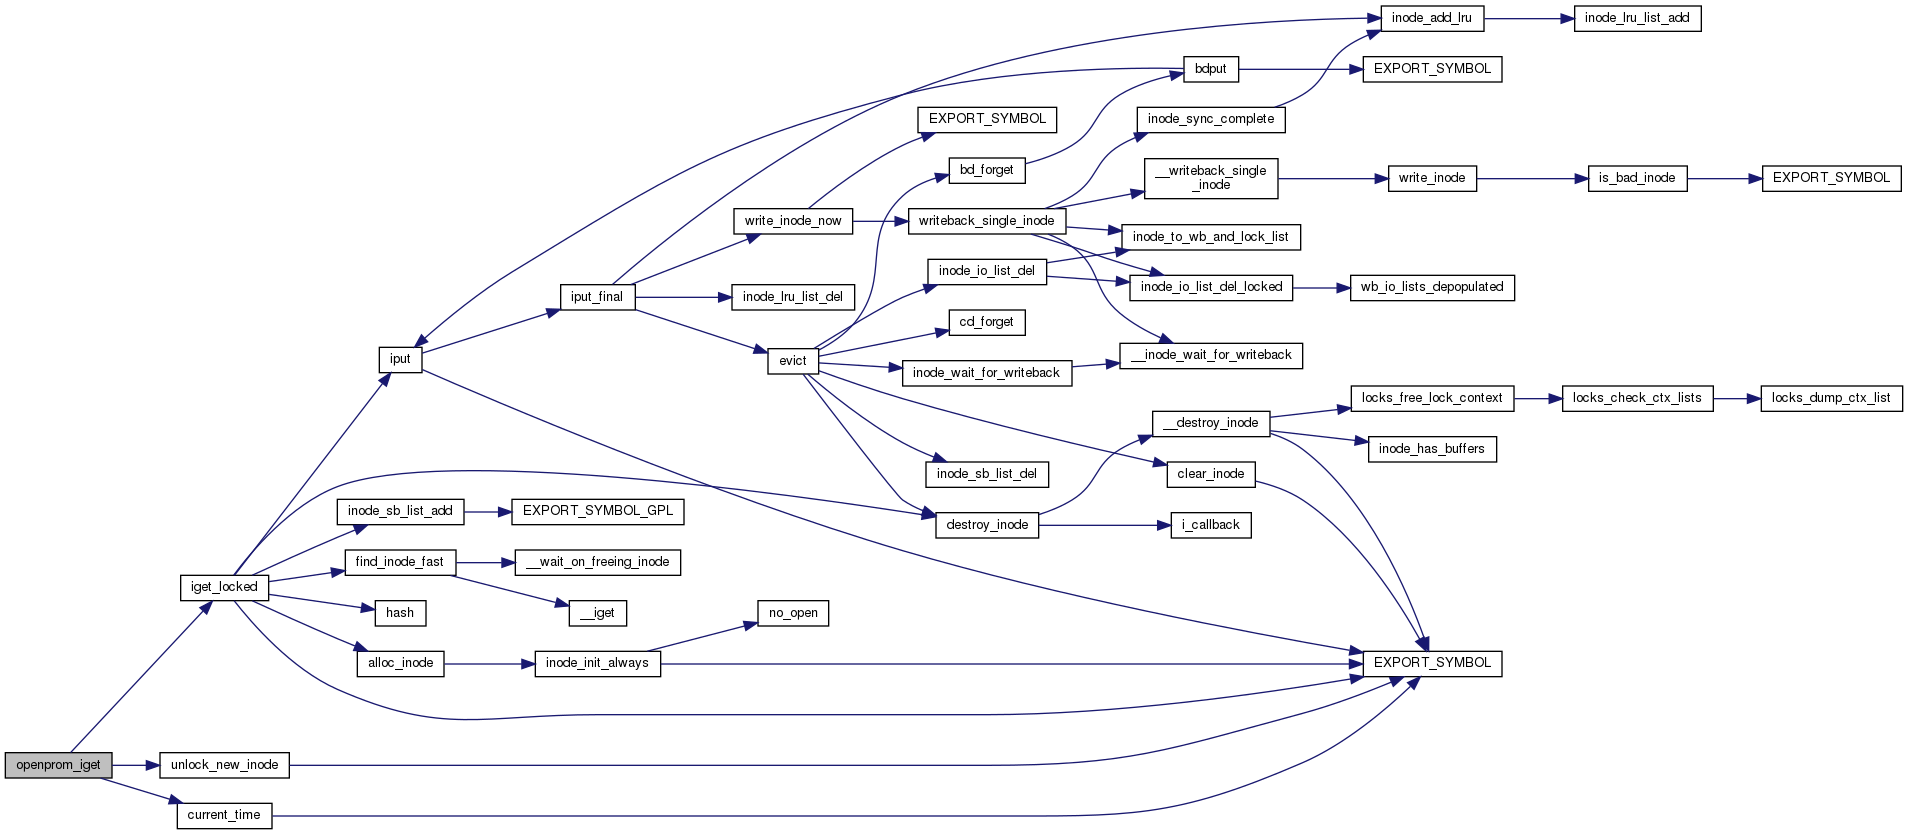 inode_add_lru
inode_lru_list_add
bdput
EXPORT_SYMBOL
EXPORT_SYMBOL
inode_sync_complete
bd_forget
__writeback_single
_inode
write_inode
is_bad_inode
EXPORT_SYMBOL
write_inode_now
writeback_single_inode
inode_to_wb_and_lock_list
inode_io_list_del
inode_io_list_del_locked
wb_io_lists_depopulated
iput_final
inode_lru_list_del
cd_forget
iput
evict
inode_wait_for_writeback
__inode_wait_for_writeback
locks_free_lock_context
locks_check_ctx_lists
locks_dump_ctx_list
__destroy_inode
inode_has_buffers
inode_sb_list_del
clear_inode
inode_sb_list_add
EXPORT_SYMBOL_GPL
destroy_inode
i_callback
find_inode_fast
__wait_on_freeing_inode
iget_locked
hash
__iget
no_open
alloc_inode
inode_init_always
EXPORT_SYMBOL
openprom_iget
unlock_new_inode
current_time